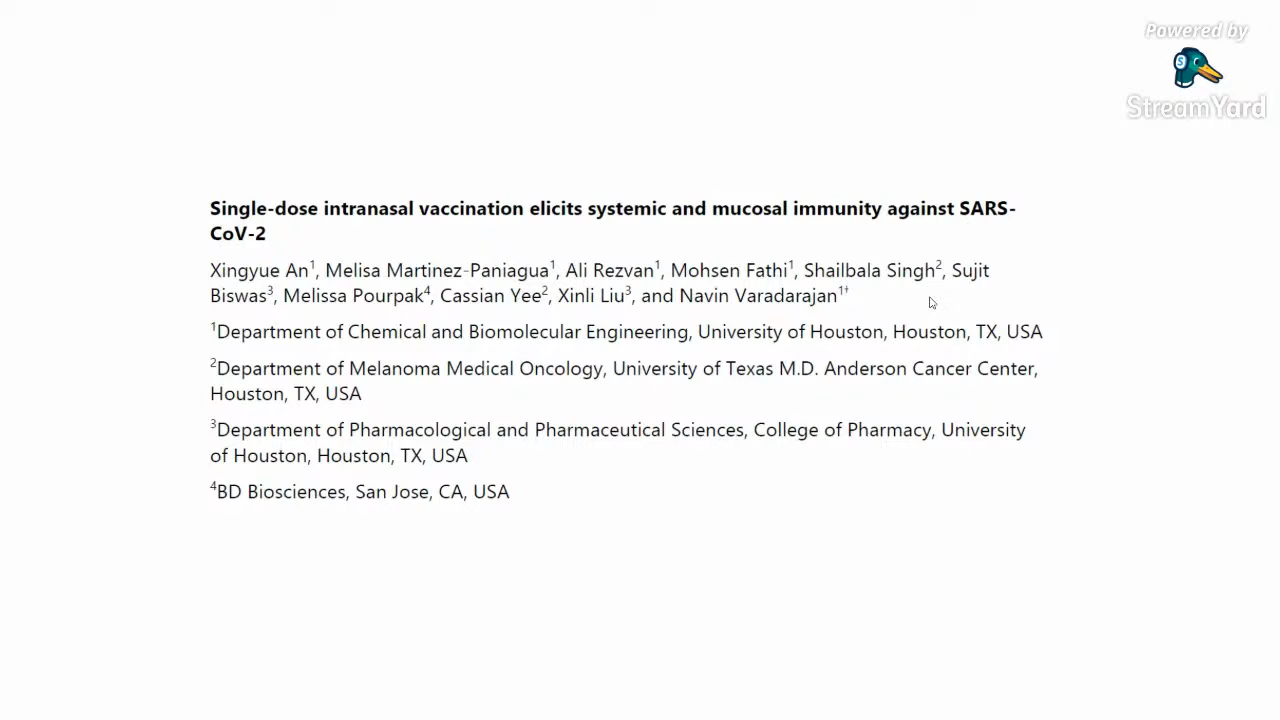 Powered by
S
StreamYard
Single-dose intranasal vaccination elicits systemic and mucosal immunity against SARS-
CoV-2
Xingyue An¹, Melisa Martinez-Paniagua¹, Ali Rezvan¹, Mohsen Fathi¹, Shailbala Singh², Sujit
Biswas³, Melissa Pourpak⁴, Cassian Yee², Xinli Liu³, and Navin Varadarajan¹†
¹Department of Chemical and Biomolecular Engineering, University of Houston, Houston, TX, USA
²Department of Melanoma Medical Oncology, University of Texas M.D. Anderson Cancer Center,
Houston, TX, USA
³Department of Pharmacological and Pharmaceutical Sciences, College of Pharmacy, University
of Houston, Houston, TX, USA
⁴BD Biosciences, San Jose, CA, USA